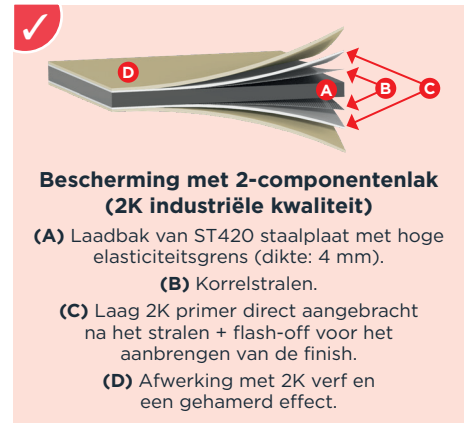 D
A
B
C
Bescherming met 2-componentenlak
(2K industriële kwaliteit)
(A) Laadbak van ST420 staalplaat met hoge
elasticiteitsgrens (dikte: 4 mm).
(B) Korrelstralen.
(C) Laag 2K primer direct aangebracht
na het stralen + flash-off voor het
aanbrengen van de finish.
(D) Afwerking met 2K verf en
een gehamerd effect.